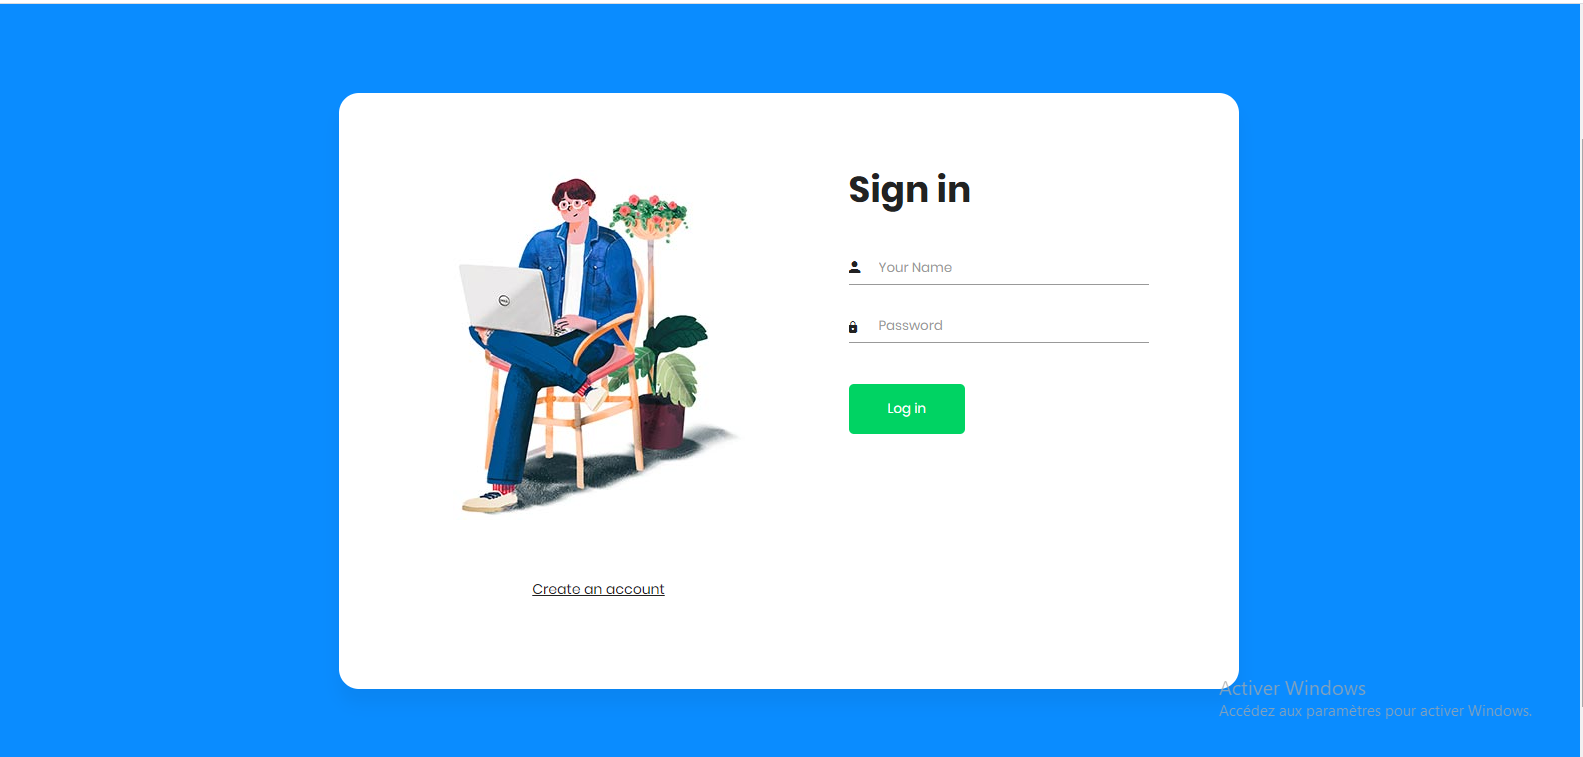 Sign in
Your Name
Password
Log in
Create an account
Activer Windows
Accédez aux paramètres pour activer Windows.